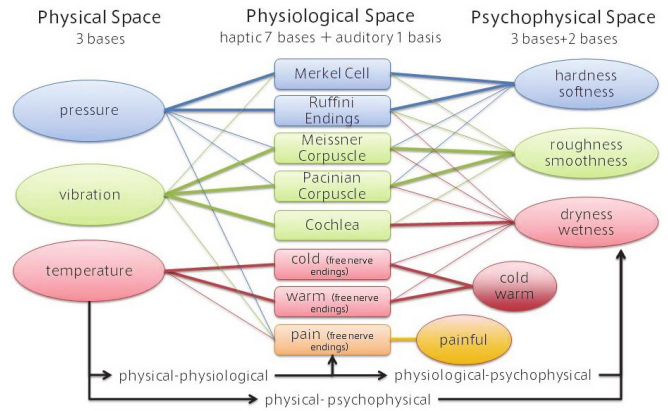 Physical Space
3 bases
Physiological Space
haptic 7 bases + auditory 1 basis
Psychophysical Space
3 bases+2 bases
pressure
vibration
temperature
Merkel Cell
Ruffini
Endings
Meissner
Corpuscle
Pacinian
Corpuscle
Cochlea
cold (free nerve
endings)
warm (free nerve
endings)
pain (free nerve
endings)
hardness
softness
roughness
smoothness
dryness
wetness
cold
warm
painful
physical-physiological
physiological-psychophysical
physical- psychophysical